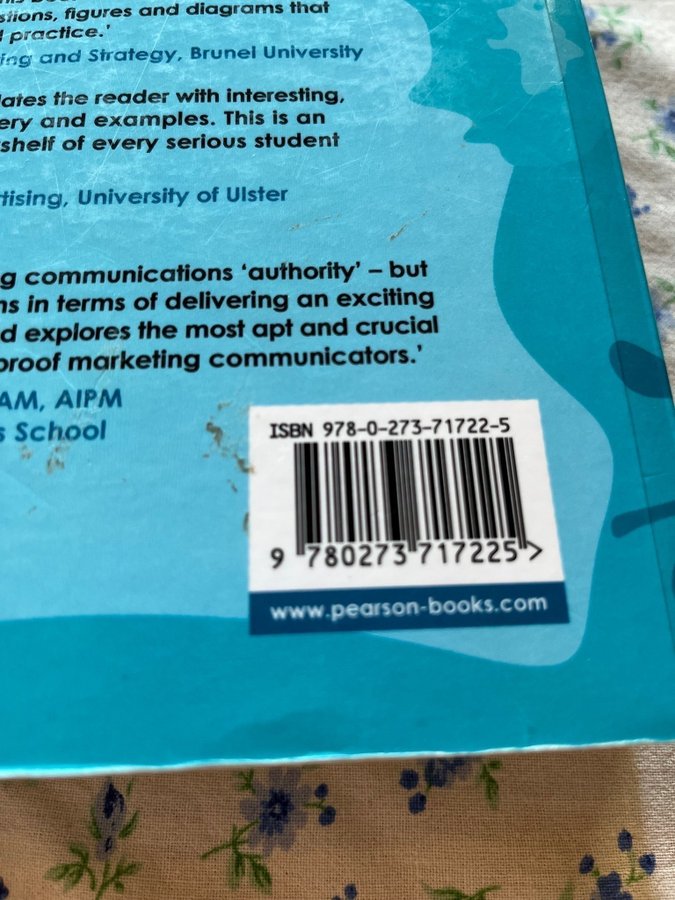 stions, figures and diagrams that
practice.'
ing and Strategy, Brunel University
lates the reader with interesting,
ery and examples. This is an
shelf of every serious student
tising, University of Ulster
g communications 'authority' – but
ns in terms of delivering an exciting
d explores the most apt and crucial
proof marketing communicators.'
AM, AIPM
s School
ISBN 978-0-273-71722-5
9 780273 717225 >
www.pearson-books.com